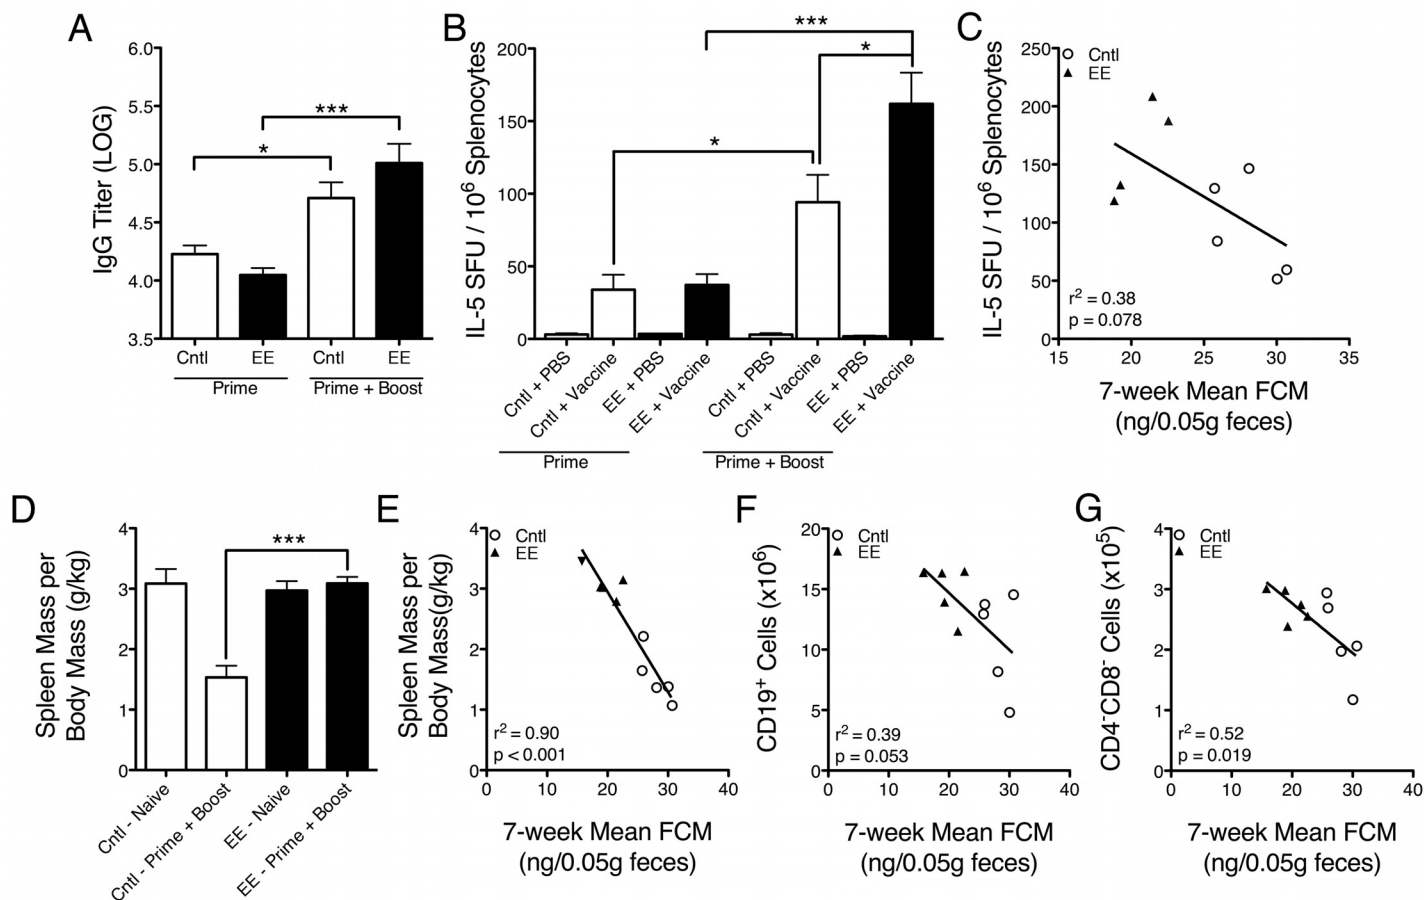 A
IgG Titer (LOG)
6.0
5.5
5.0
4.5
4.0
3.5
*
***
Cntl
EE
Cntl
EE
Prime
Prime + Boost
B
IL-5 SFU / 10⁶ Splenocytes
200
150
100
50
0
***
*
*
Cntl + PBS
Cntl + Vaccine
EE + PBS
EE + Vaccine
Cntl + PBS
Cntl + Vaccine
EE + PBS
EE + Vaccine
Prime
Prime + Boost
C
IL-5 SFU / 10⁶ Splenocytes
250
200
150
100
50
0
Cntl
EE
r² = 0.38
p = 0.078
15
20
25
30
35
7-week Mean FCM
(ng/0.05g feces)
D
Spleen Mass per
Body Mass (g/kg)
4
3
2
1
0
***
Cntl - Naive
Cntl - Prime + Boost
EE - Naive
EE - Prime + Boost
E
Spleen Mass per
Body Mass(g/kg)
4
3
2
1
0
Cntl
EE
r² = 0.90
p < 0.001
0
10
20
30
40
7-week Mean FCM
(ng/0.05g feces)
F
CD19⁺ Cells (x10⁶)
20
15
10
5
0
Cntl
EE
r² = 0.39
p = 0.053
0
10
20
30
40
7-week Mean FCM
(ng/0.05g feces)
G
CD4⁻CD8⁻ Cells (x10⁵)
4
3
2
1
0
Cntl
EE
r² = 0.52
p = 0.019
0
10
20
30
40
7-week Mean FCM
(ng/0.05g feces)